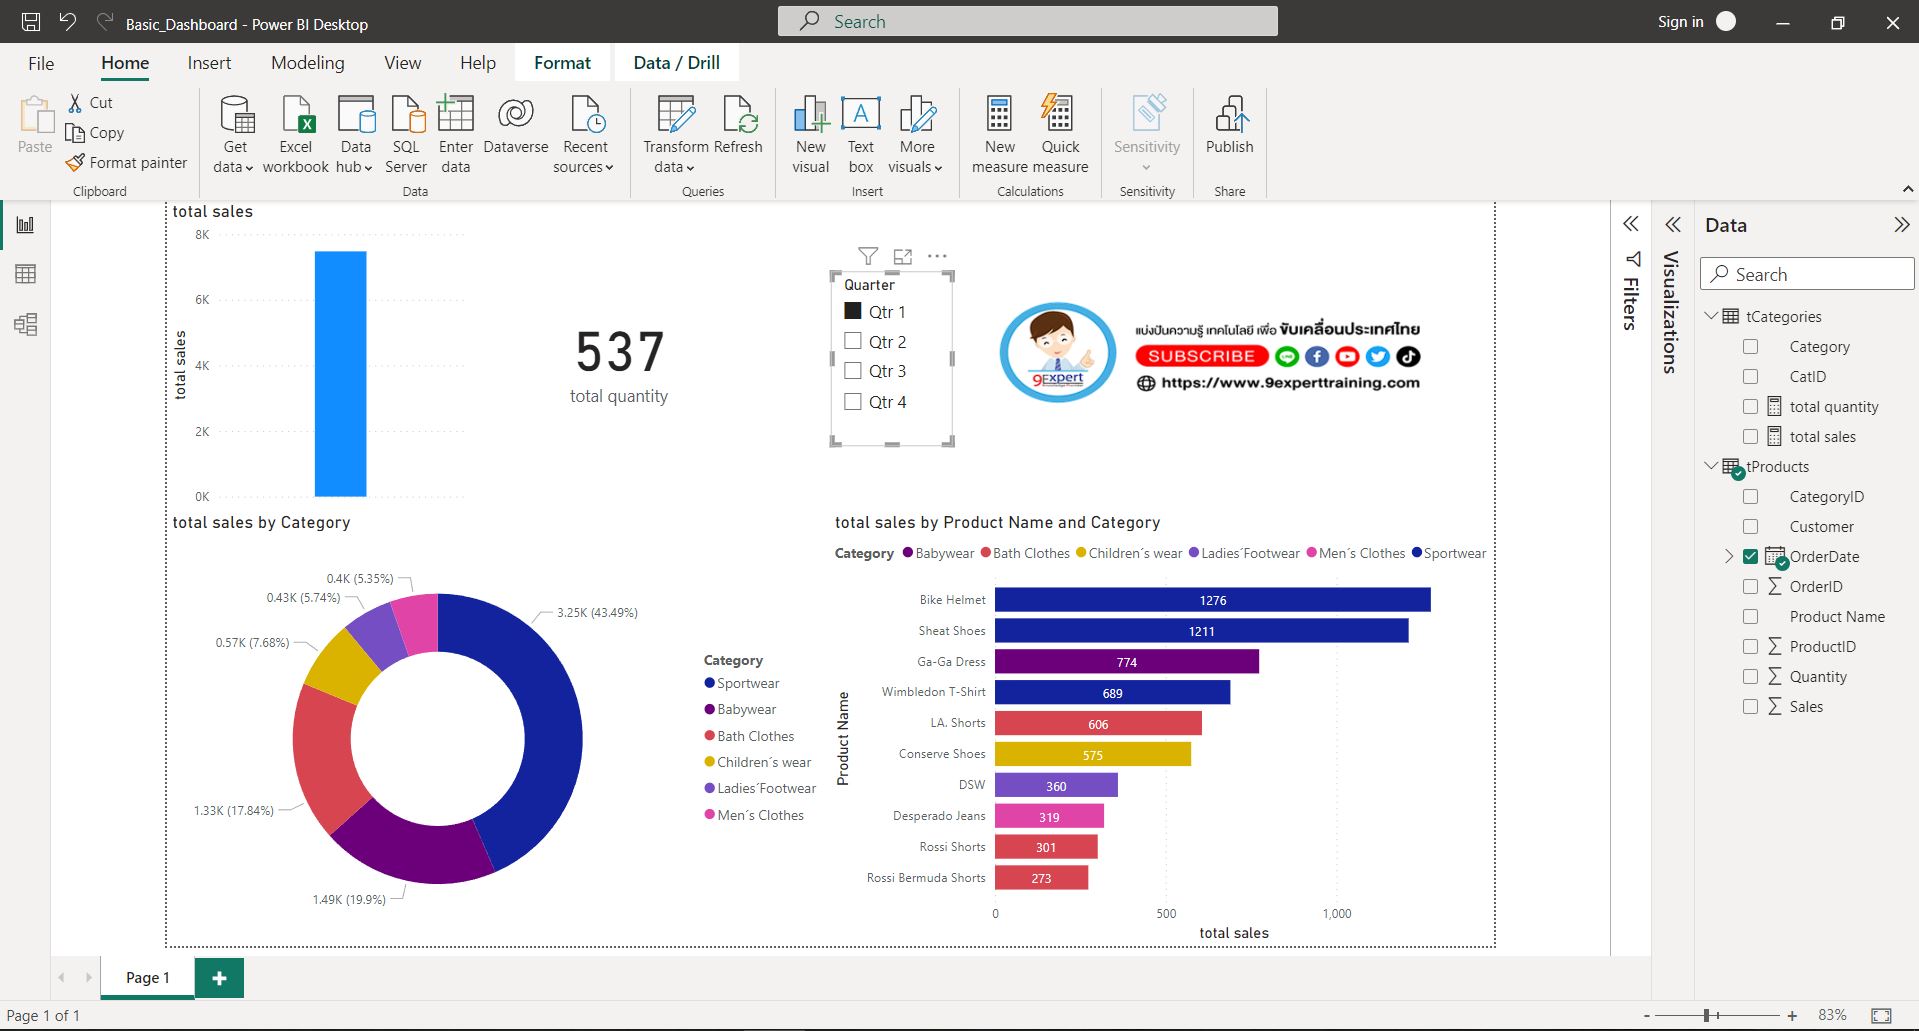 Basic_Dashboard - Power BI Desktop
Search
Sign in
File Home Insert Modeling View Help Format Data / Drill
Paste
Cut
Copy
Format painter
Clipboard
Get data
Excel workbook
Data hub
SQL Server
Enter data
Dataverse
Recent sources
Data
Transform data
Refresh
Queries
New visual
Text box
More visuals
Insert
New measure
Quick measure
Calculations
Sensitivity
Sensitivity
Publish
Share
total sales
8K
6K
4K
2K
0K
total sales
537
total quantity
Quarter
Qtr 1
Qtr 2
Qtr 3
Qtr 4
9Expert
แบ่งปันความรู้ เทคโนโลยี เพื่อ ขับเคลื่อนประเทศไทย
SUBSCRIBE
https://www.9experttraining.com
total sales by Category
0.4K (5.35%)
0.43K (5.74%)
0.57K (7.68%)
1.33K (17.84%)
1.49K (19.9%)
3.25K (43.49%)
Category
Sportwear
Babywear
Bath Clothes
Children´s wear
Ladies´Footwear
Men´s Clothes
total sales by Product Name and Category
Category Babywear Bath Clothes Children´s wear Ladies´Footwear Men´s Clothes Sportwear
Product Name
Bike Helmet 1276
Sheat Shoes 1211
Ga-Ga Dress 774
Wimbledon T-Shirt 689
LA. Shorts 606
Conserve Shoes 575
DSW 360
Desperado Jeans 319
Rossi Shorts 301
Rossi Bermuda Shorts 273
0 500 1,000
total sales
Filters
Visualizations
Data
Search
tCategories
Category
CatID
total quantity
total sales
tProducts
CategoryID
Customer
OrderDate
OrderID
Product Name
ProductID
Quantity
Sales
Page 1
Page 1 of 1
83%